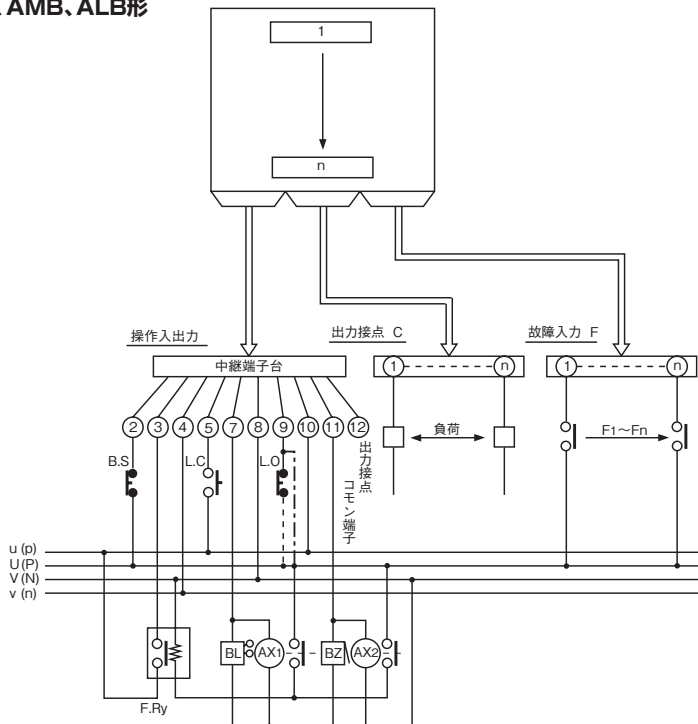 AMB、ALB形
1
n
操作入出力
出力接点 C
故障入力 F
中継端子台
1
n
1
n
負荷
F1～Fn
2 3 4 5 7 8 9 10 11 12
B.S
L.C
L.O
出力接点
コモン端子
u (p)
U (P)
V (N)
v (n)
BL
AX1
BZ
AX2
F.Ry